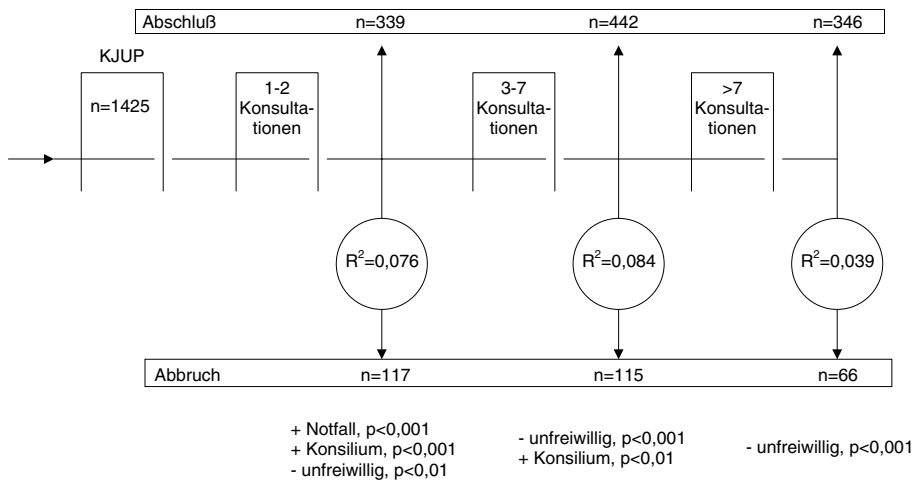 Abschluß n=339 n=442 n=346
KJUP
n=1425
1-2
Konsulta-
tionen
3-7
Konsulta-
tionen
>7
Konsulta-
tionen
R²=0,076
R²=0,084
R²=0,039
Abbruch n=117 n=115 n=66
+ Notfall, p<0,001
+ Konsilium, p<0,001
- unfreiwillig, p<0,01
- unfreiwillig, p<0,001
+ Konsilium, p<0,01
- unfreiwillig, p<0,001